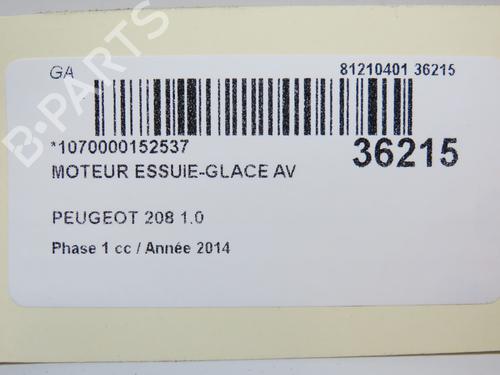 GA
81210401 36215
*1070000152537
36215
MOTEUR ESSUIE-GLACE AV
PEUGEOT 208 1.0
Phase 1 cc / Année 2014
B-PARTS